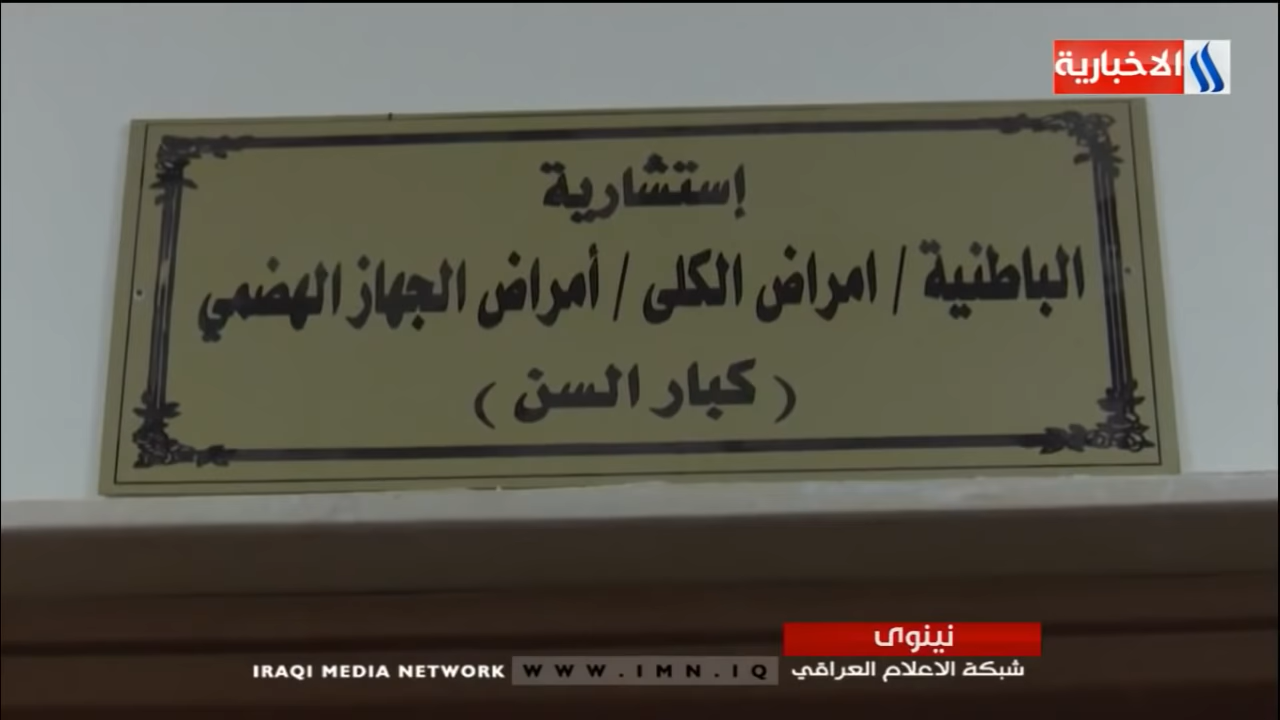 الاخبارية
إستشارية
الباطنية / امراض الكلى / أمراض الجهاز الهضمي
( كبار السن )
نينوى
شبكة الاعلام العراقي
IRAQI MEDIA NETWORK WWW.IMN.IQ